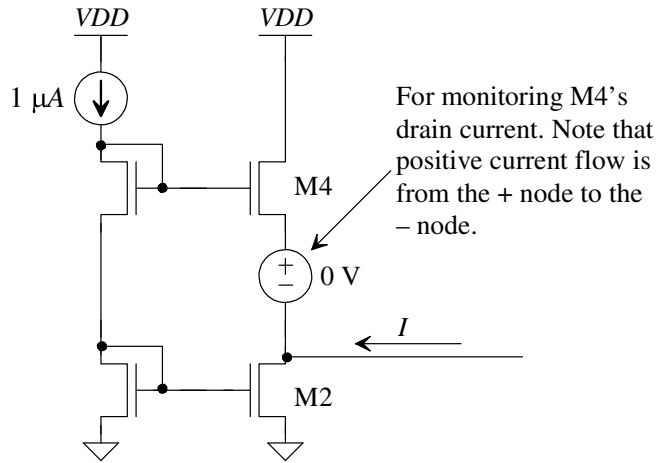 VDD
VDD
1 µA
For monitoring M4's
drain current. Note that
positive current flow is
from the + node to the
– node.
M4
+
–
0 V
I
M2